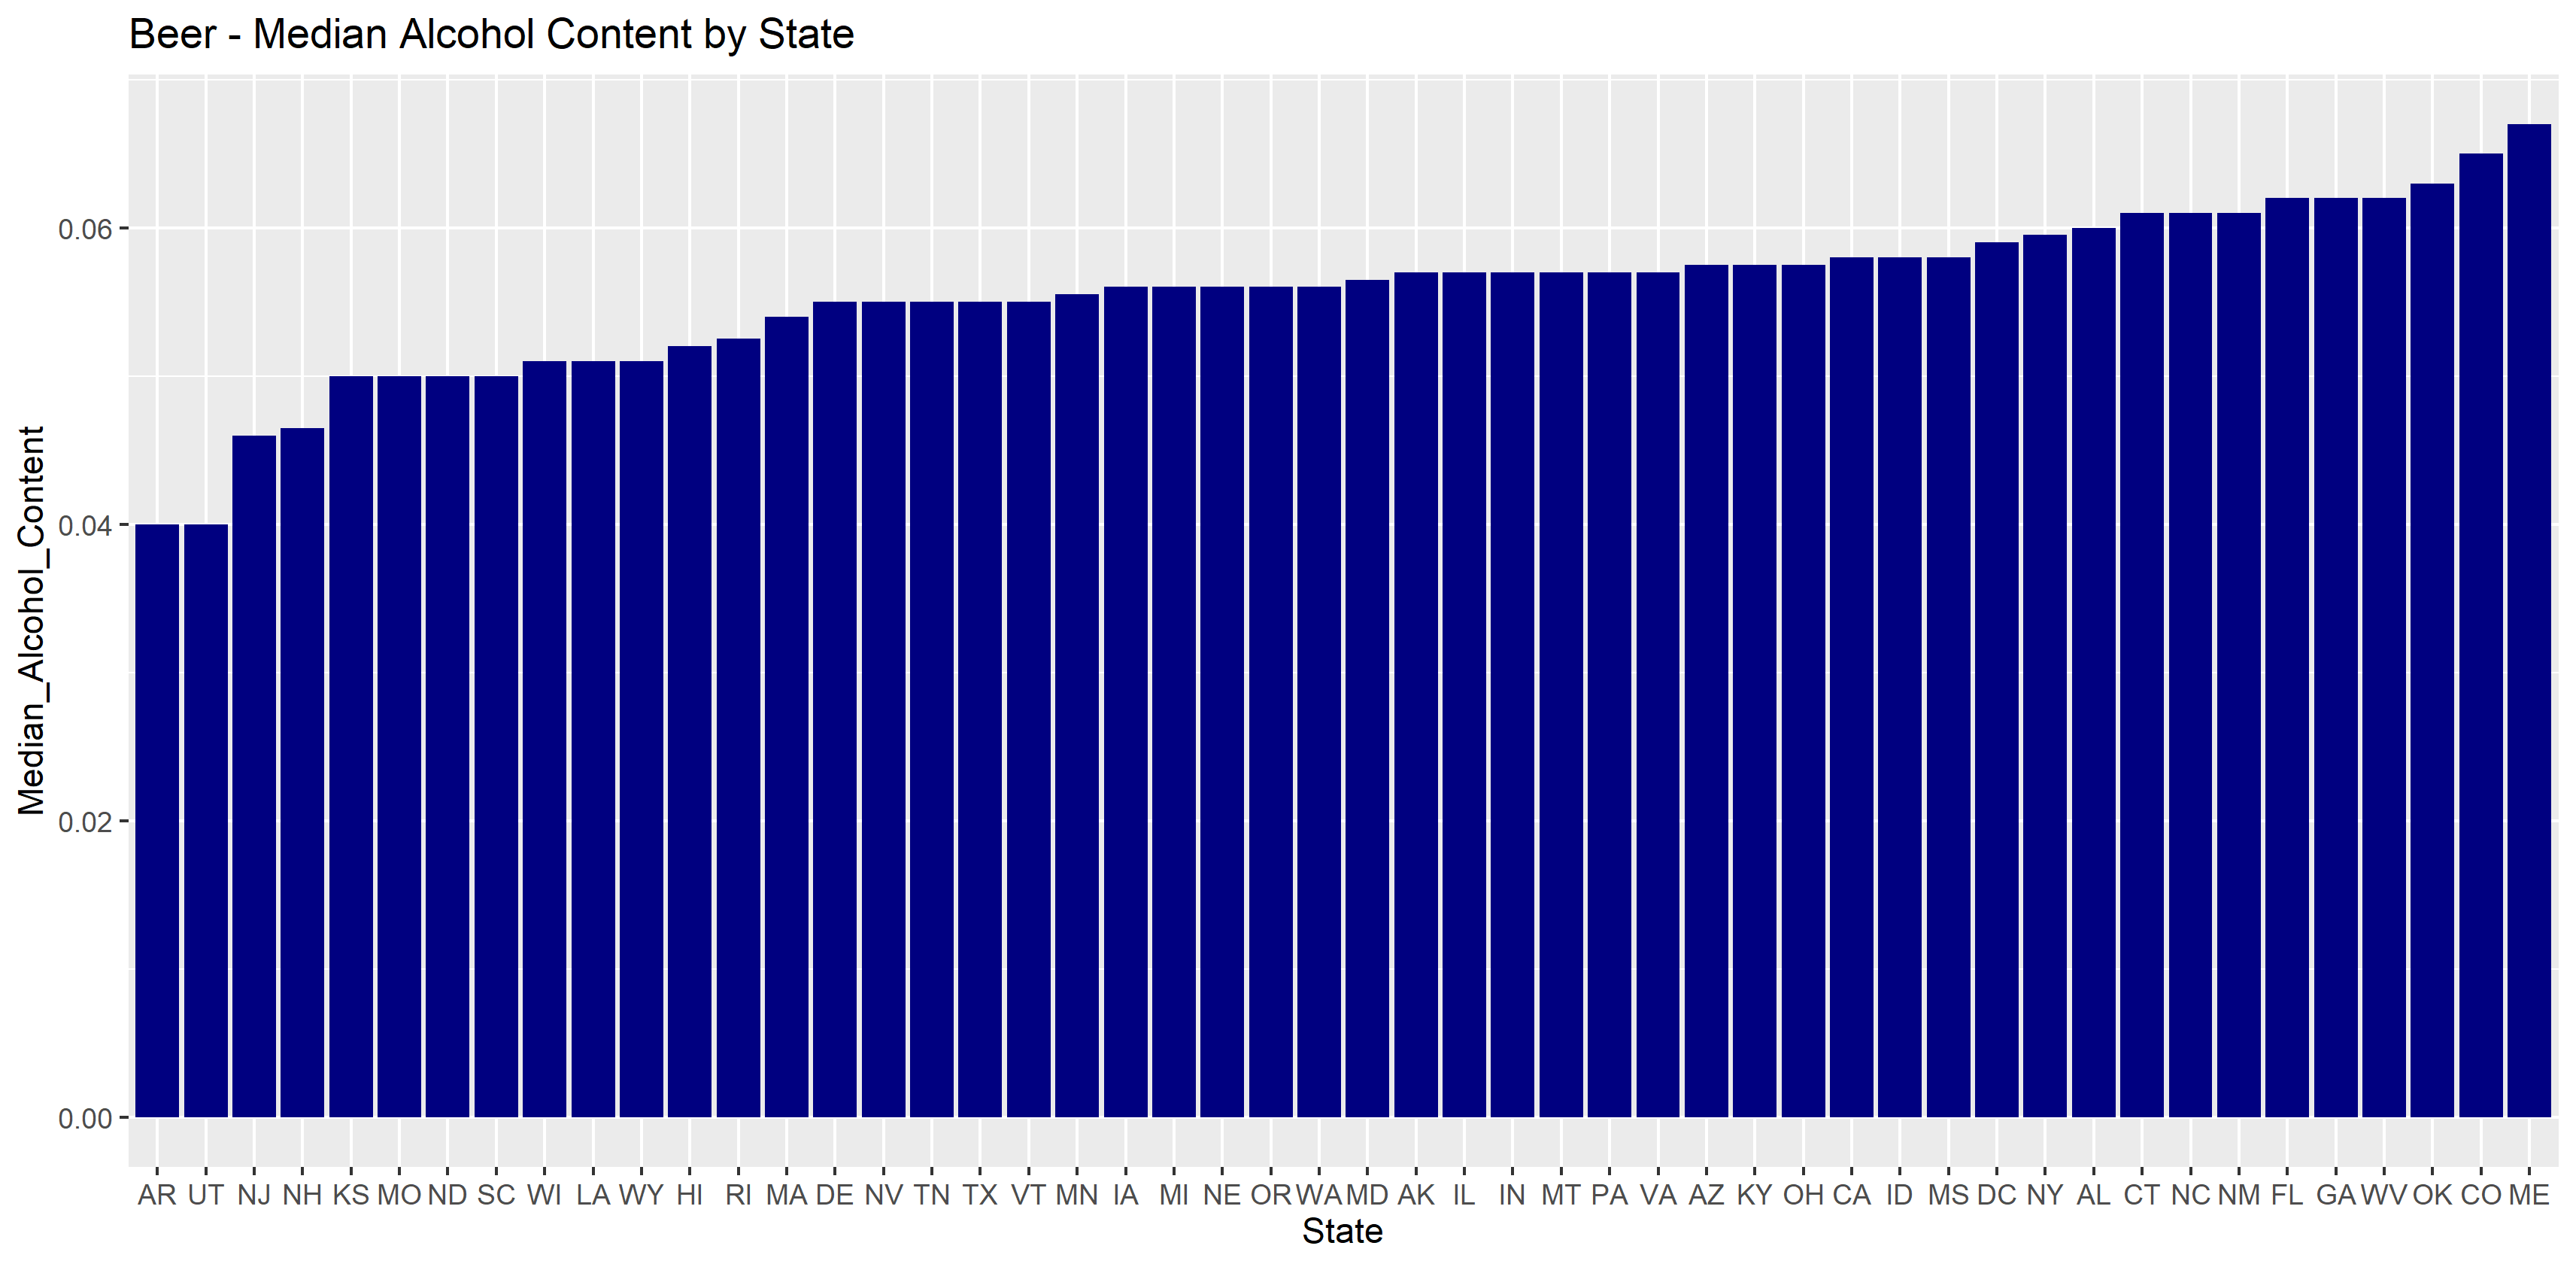 Beer - Median Alcohol Content by State
Median_Alcohol_Content
0.06
0.04
0.02
0.00
AR UT NJ NH KS MO ND SC WI LA WY HI RI MA DE NV TN TX VT MN IA MI NE OR WA MD AK IL IN MT PA VA AZ KY OH CA ID MS DC NY AL CT NC NM FL GA WV OK CO ME
State